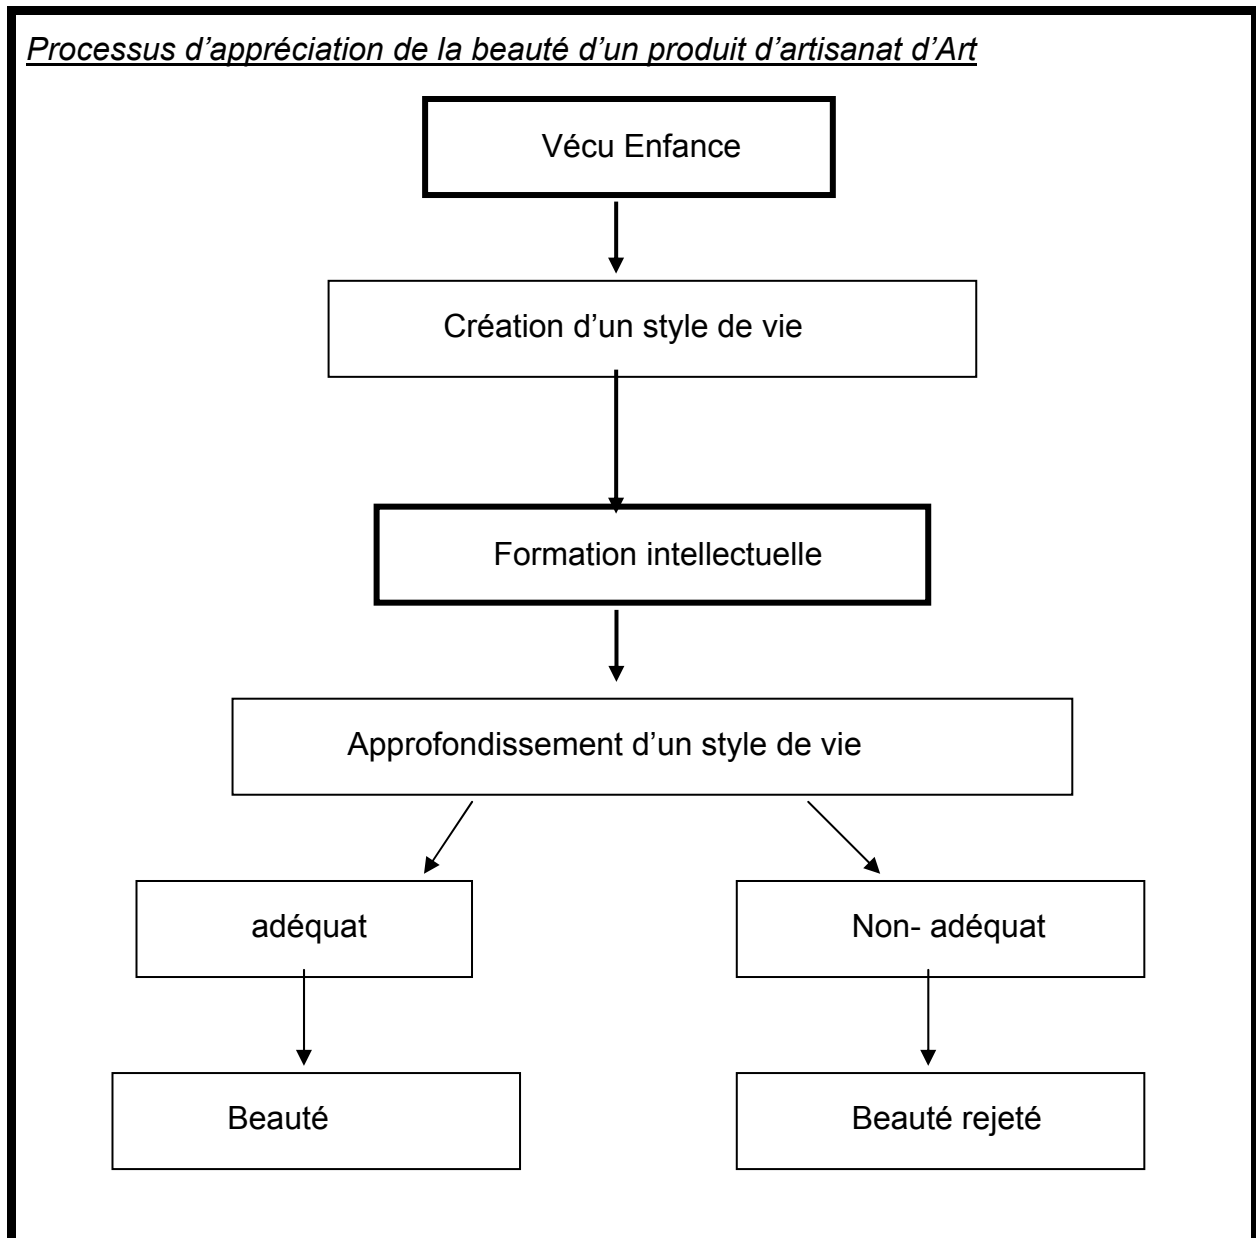 Processus d’appréciation de la beauté d’un produit d’artisanat d’Art
Vécu Enfance
Création d’un style de vie
Formation intellectuelle
Approfondissement d’un style de vie
adéquat
Non- adéquat
Beauté
Beauté rejeté